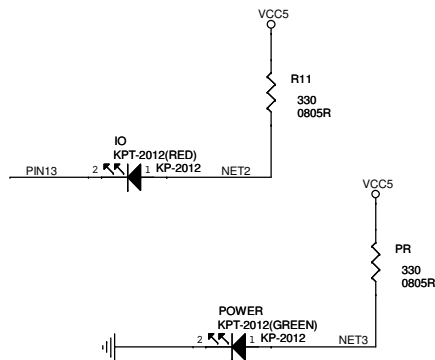 VCC5
R11
330
0805R
IO
KPT-2012(RED)
2 1 KP-2012
PIN13 NET2
VCC5
PR
330
0805R
POWER
KPT-2012(GREEN)
2 1 KP-2012
NET3